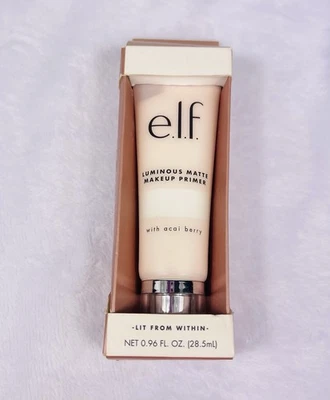 e.l.f.
LUMINOUS MATTE
MAKEUP PRIMER
with acai berry
-LIT FROM WITHIN-
NET 0.96 FL. OZ. (28.5mL)